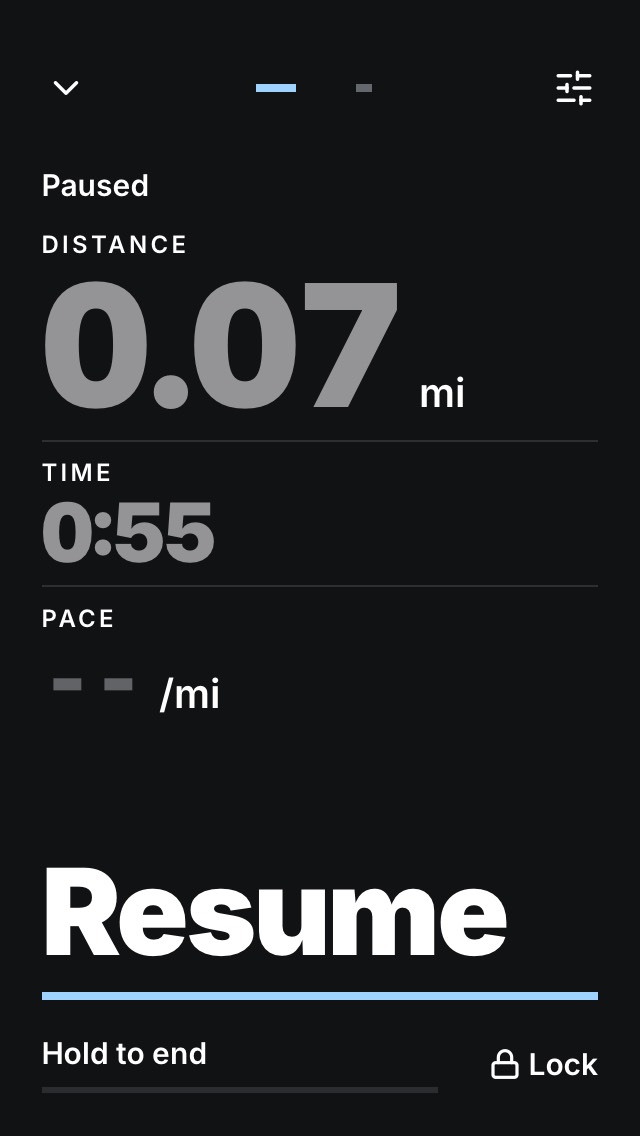 Paused
DISTANCE
0.07 mi
TIME
0:55
PACE
-- /mi
Resume
Hold to end
Lock